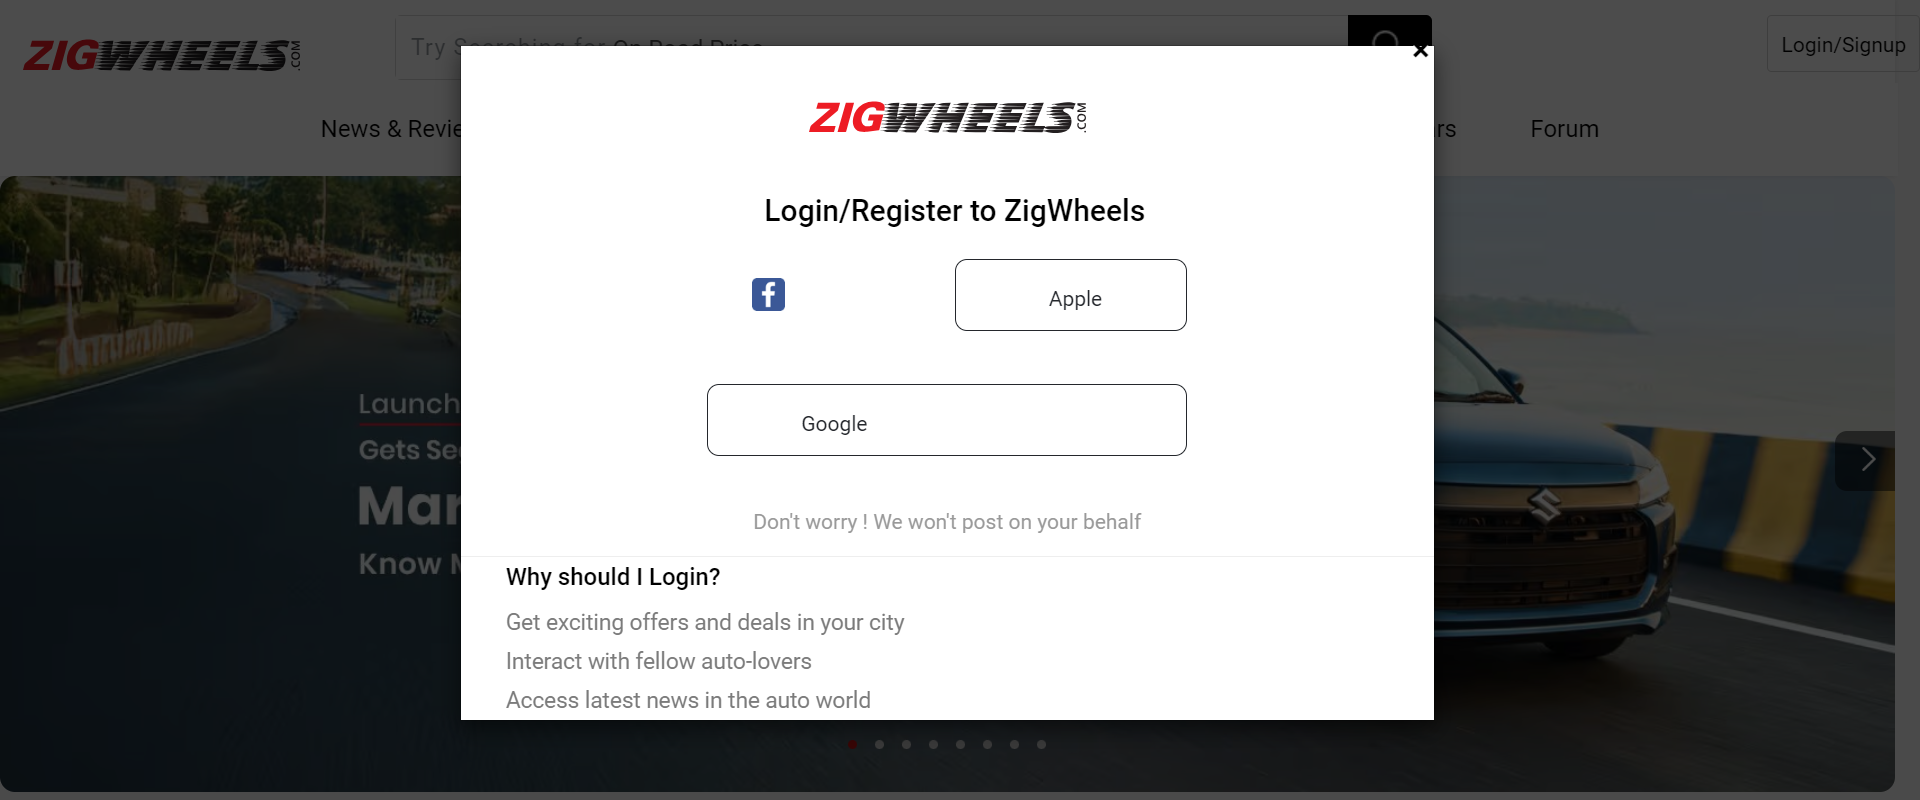 ZIGWHEELS.COM
Try Searching for On Road Price
Login/Signup
News & Revie
rs
Forum
ZIGWHEELS.COM
Login/Register to ZigWheels
Apple
Google
Don't worry ! We won't post on your behalf
Why should I Login?
Get exciting offers and deals in your city
Interact with fellow auto-lovers
Access latest news in the auto world
Launch
Gets Se
Mar
Know